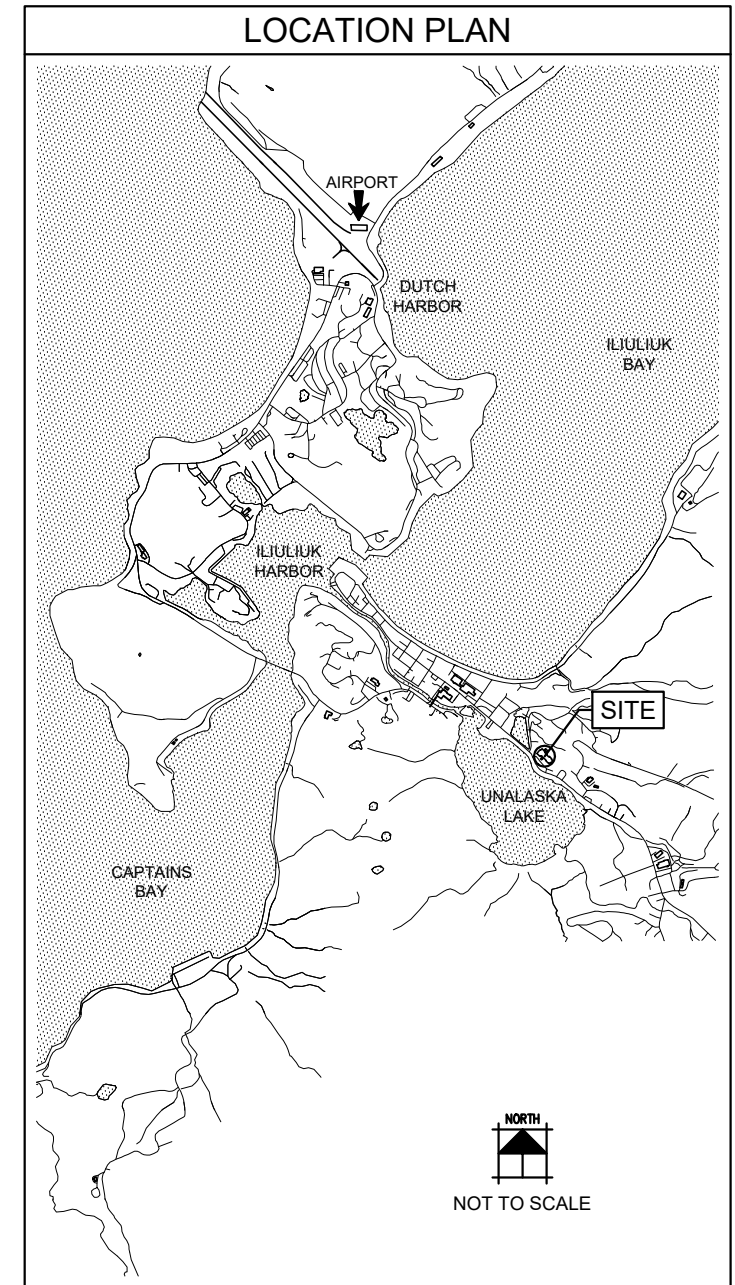 LOCATION PLAN
AIRPORT
DUTCH
HARBOR
ILIULIUK
BAY
ILIULIUK
HARBOR
SITE
UNALASKA
LAKE
CAPTAINS
BAY
NORTH
NOT TO SCALE